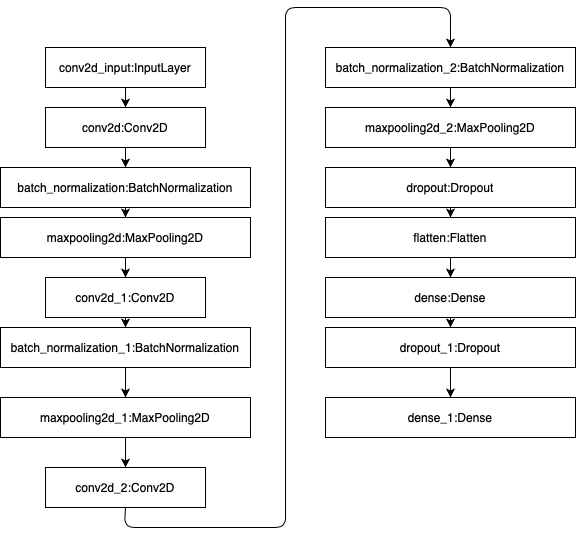 conv2d_input:InputLayer
conv2d:Conv2D
batch_normalization:BatchNormalization
maxpooling2d:MaxPooling2D
conv2d_1:Conv2D
batch_normalization_1:BatchNormalization
maxpooling2d_1:MaxPooling2D
conv2d_2:Conv2D
batch_normalization_2:BatchNormalization
maxpooling2d_2:MaxPooling2D
dropout:Dropout
flatten:Flatten
dense:Dense
dropout_1:Dropout
dense_1:Dense